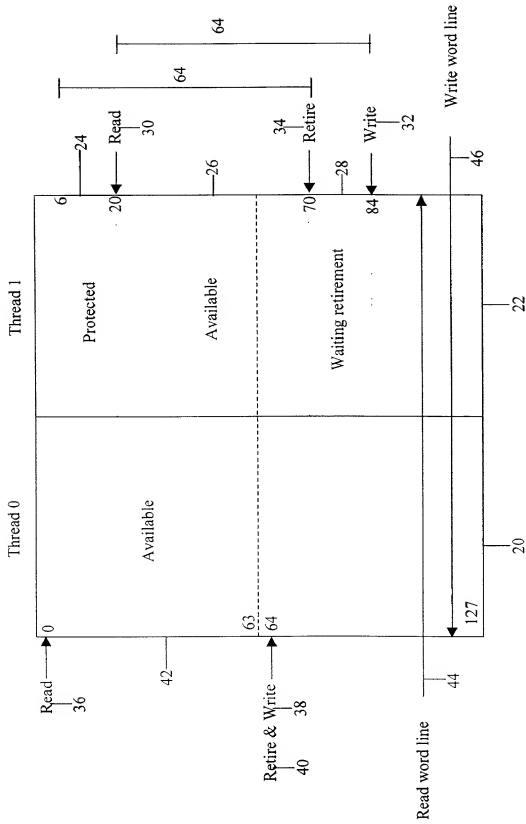 Thread 0
Thread 1
Read
36
0
42
Available
63
64
Retire & Write
40
38
Read word line
44
127
20
Protected
Available
Waiting retirement
22
6
24
20
Read
30
26
70
Retire
34
28
84
Write
32
46
Write word line
64
64